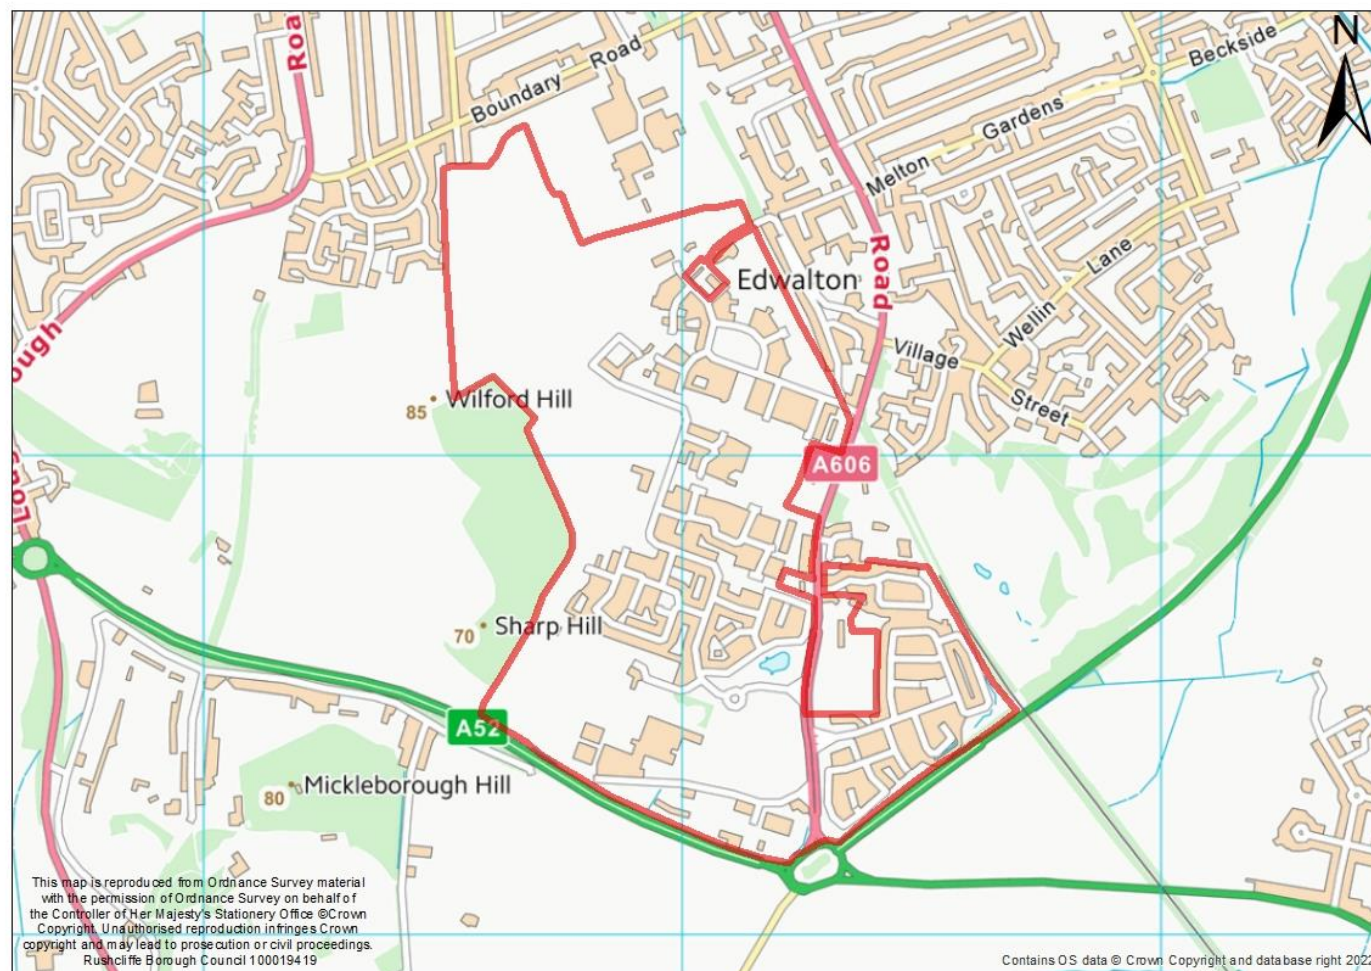 Roa
N
Beckside
Boundary Road
Gardens
Melton
Road
Wellin Lane
Edwalton
Village
Street
ough
85 Wilford Hill
A606
Loug
70 Sharp Hill
A52
80 Mickleborough Hill
This map is reproduced from Ordnance Survey material
with the permission of Ordnance Survey on behalf of
the Controller of Her Majesty's Stationery Office ©Crown
Copyright. Unauthorised reproduction infringes Crown
copyright and may lead to prosecution or civil proceedings.
Rushcliffe Borough Council 100019419
Contains OS data © Crown Copyright and database right